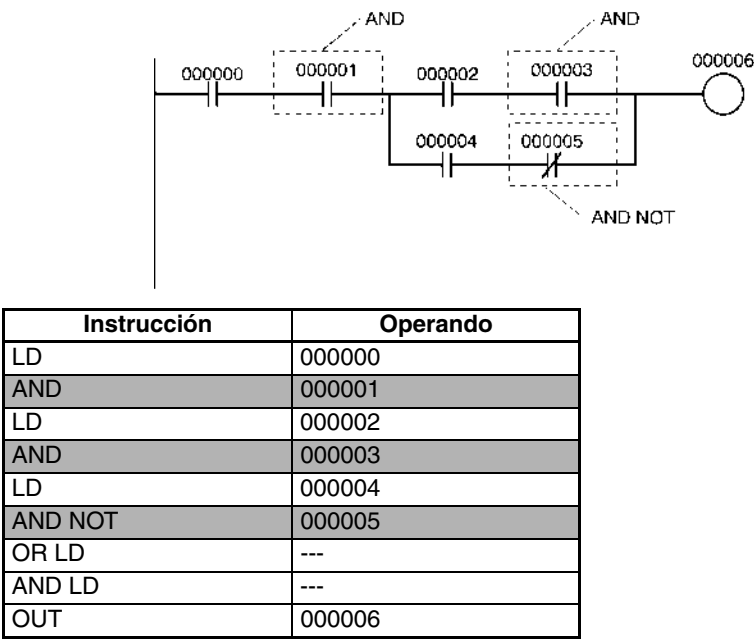 AND
AND
000000
000001
000002
000003
000006
000004
000005
AND NOT
Instrucción Operando
LD 000000
AND 000001
LD 000002
AND 000003
LD 000004
AND NOT 000005
OR LD ---
AND LD ---
OUT 000006